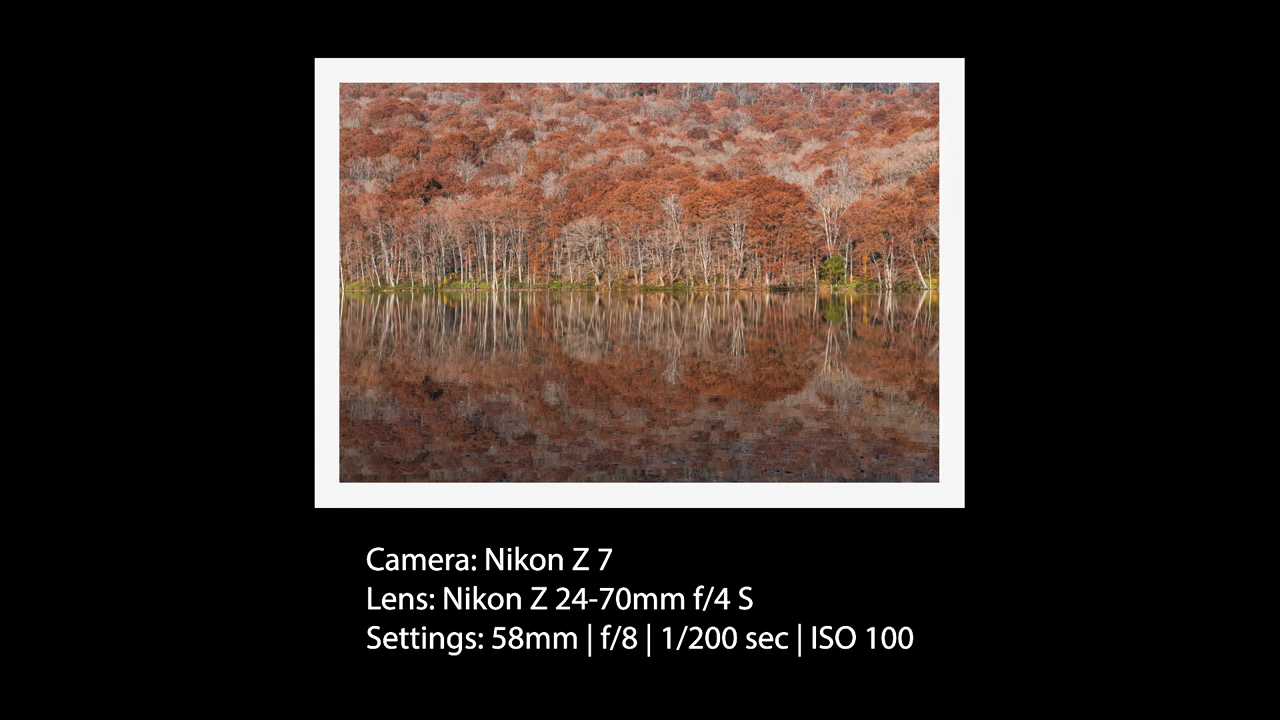 Camera: Nikon Z 7
Lens: Nikon Z 24-70mm f/4 S
Settings: 58mm | f/8 | 1/200 sec | ISO 100